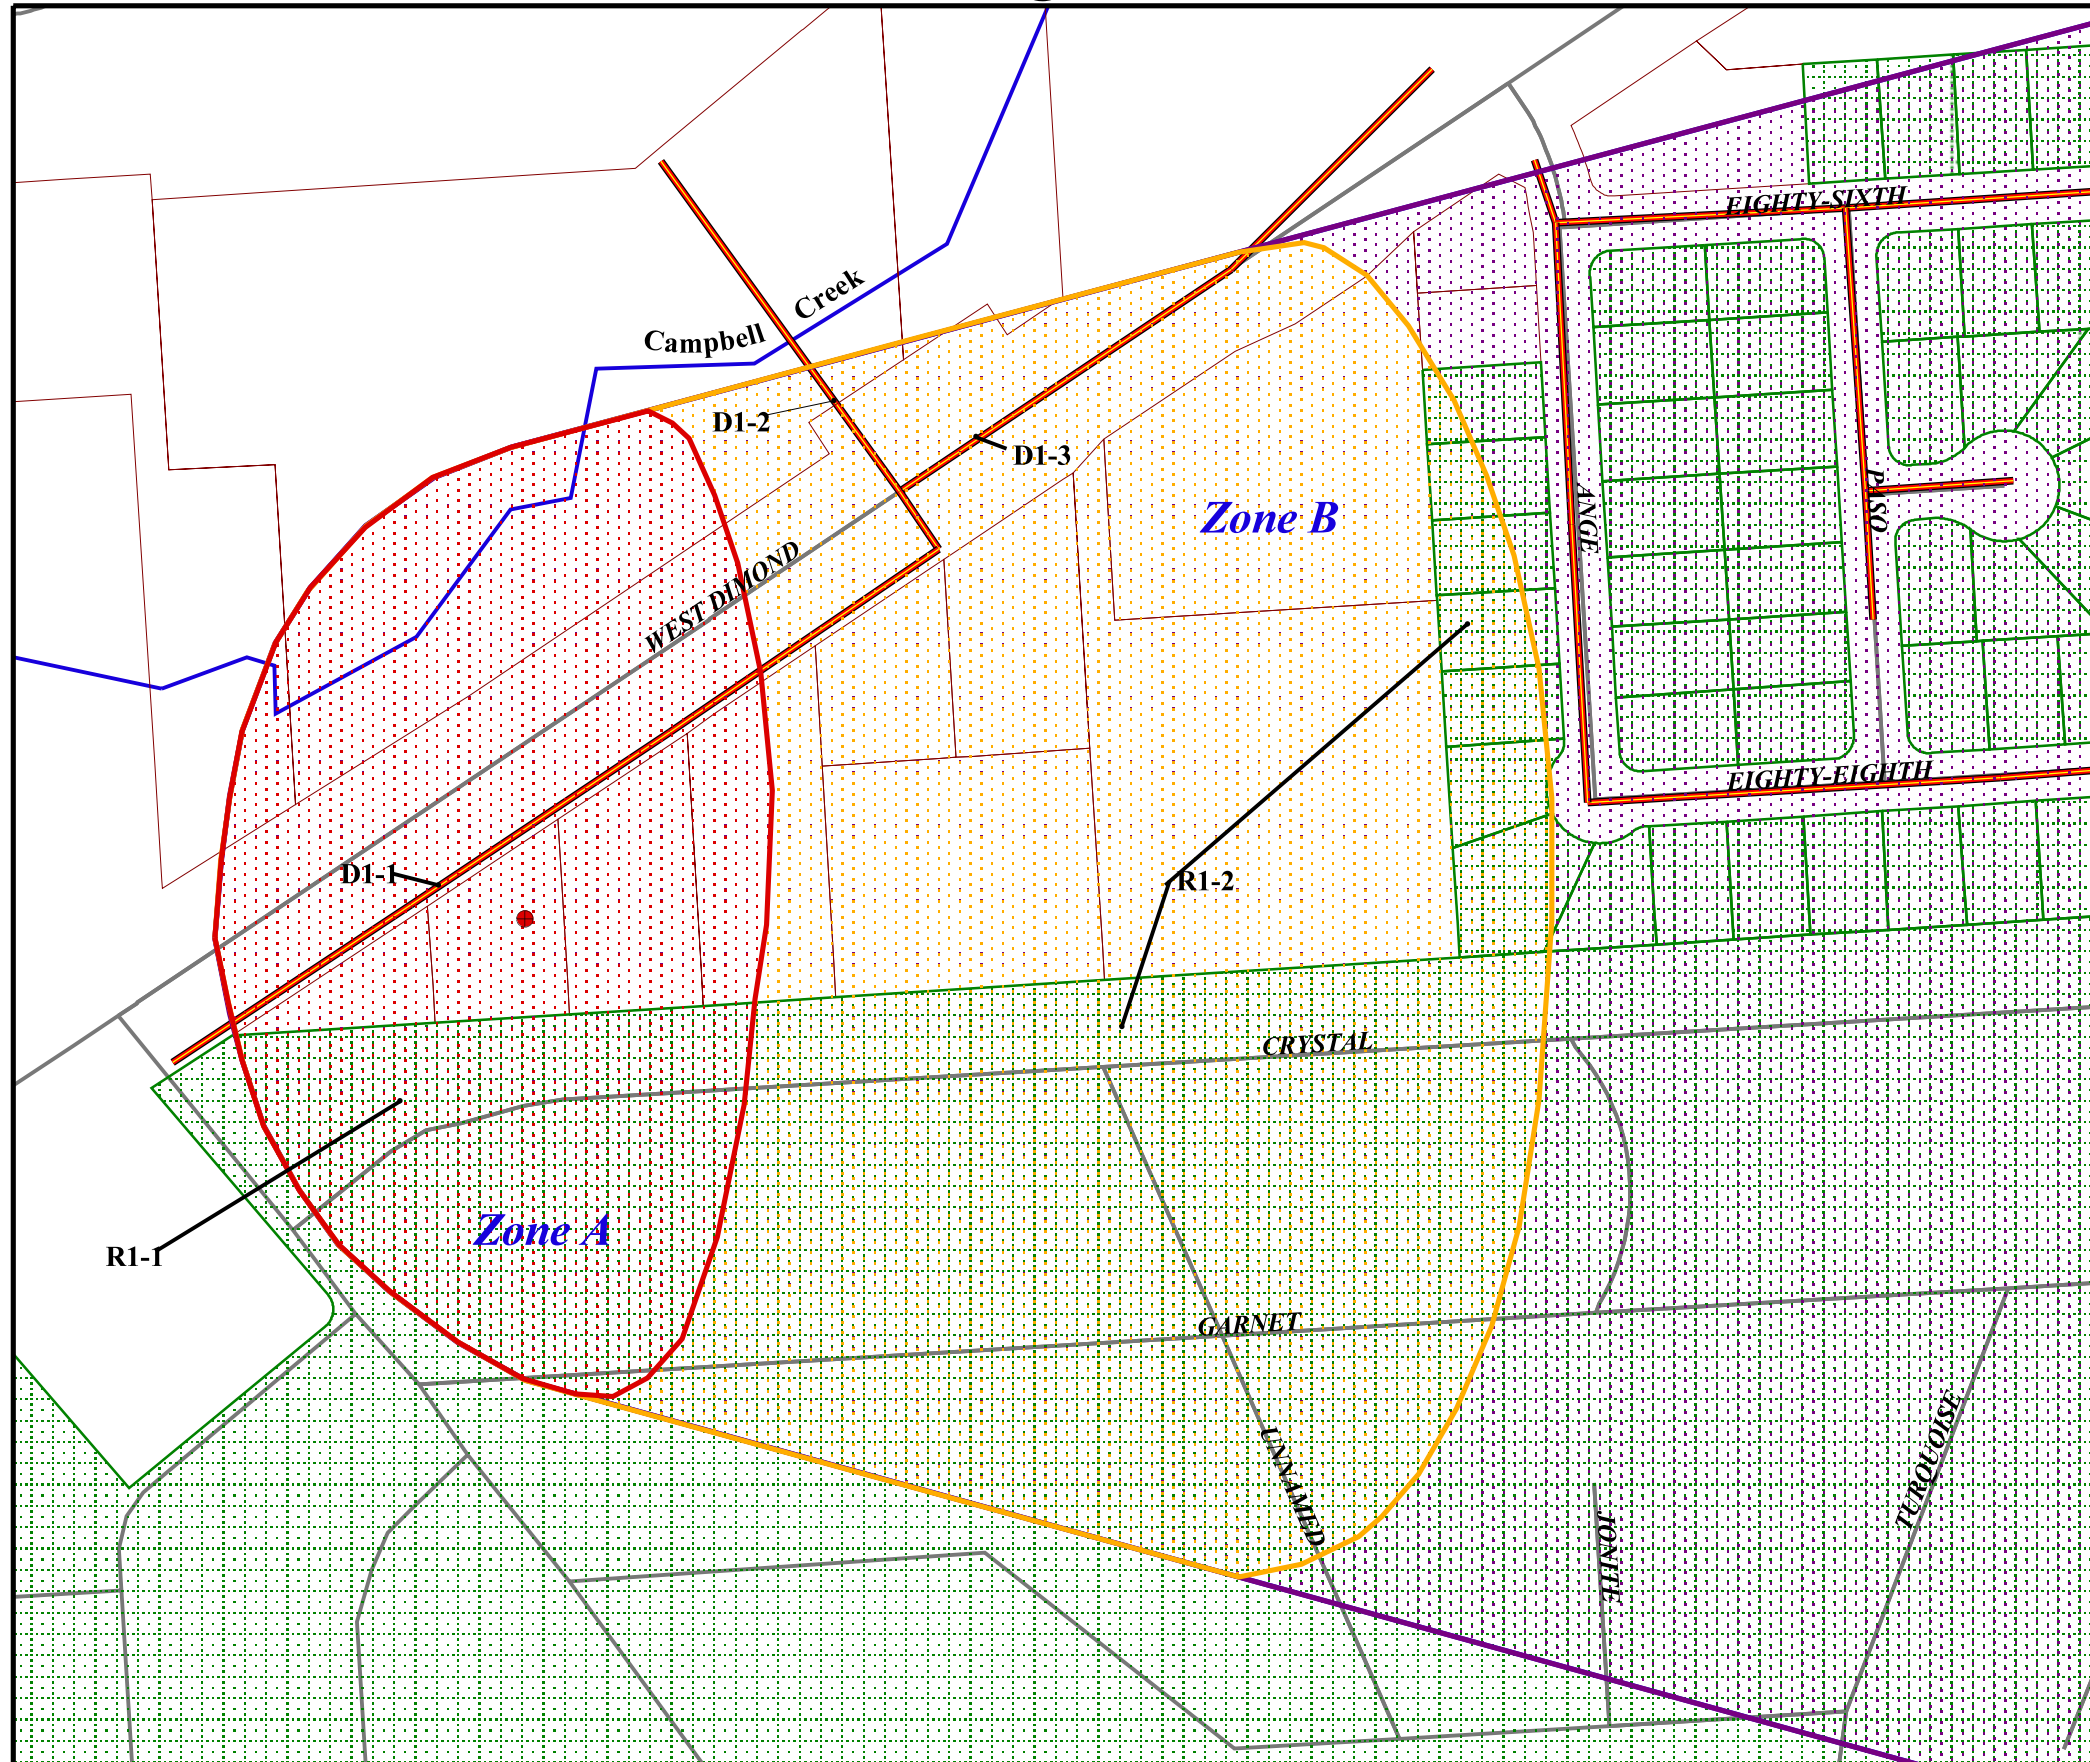 EIGHTY-SIXTH
Creek
Campbell
D1-2
D1-3
Zone B
ANGE
PASO
WEST DIMOND
EIGHTY-EIGHTH
D1-1
R1-2
CRYSTAL
Zone A
R1-1
GARNET
UNNAMED
TURQUOISE
IONITE